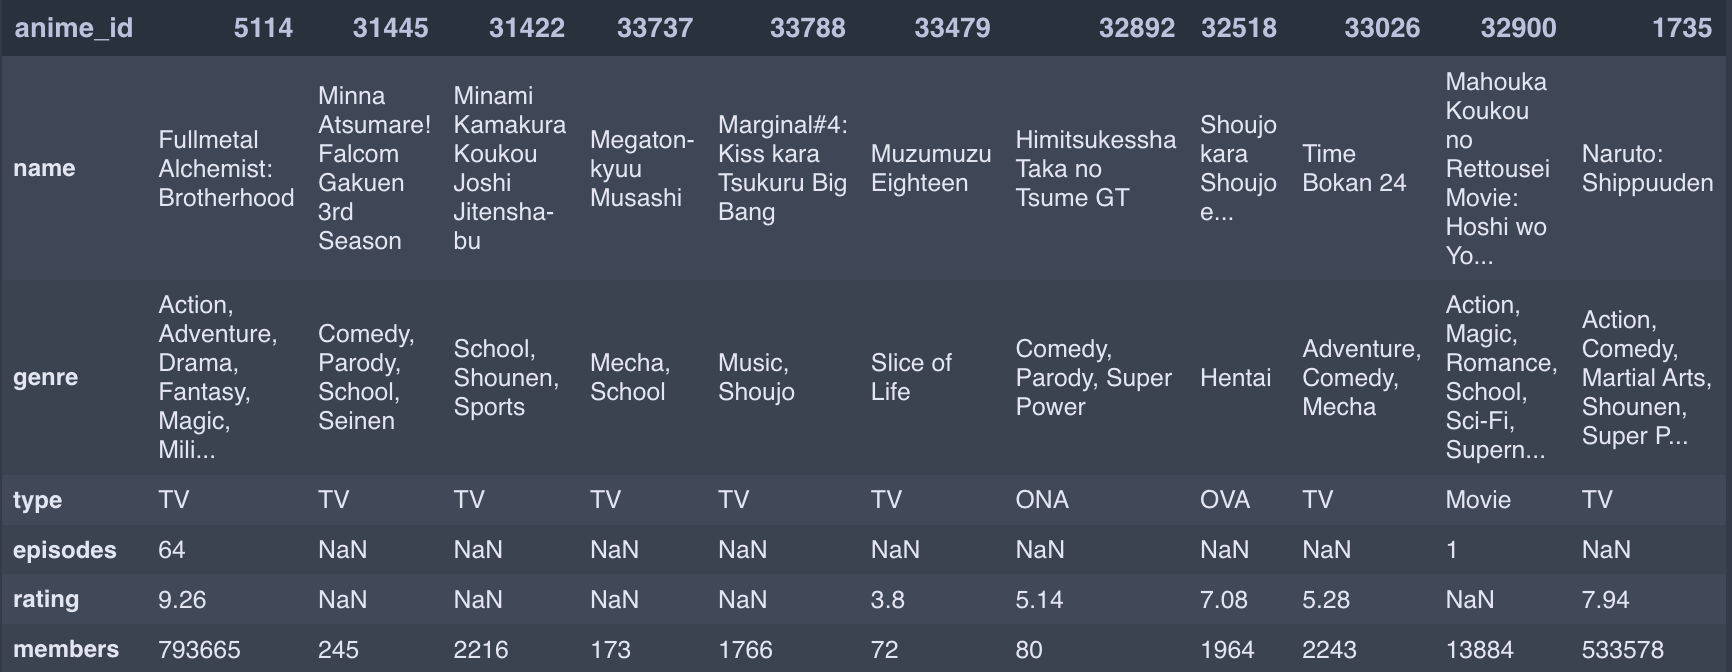 anime_id 5114 31445 31422 33737 33788 33479 32892 32518 33026 32900 1735
name
Fullmetal
Alchemist:
Brotherhood
Minna
Atsumare!
Falcom
Gakuen
3rd
Season
Minami
Kamakura
Koukou
Joshi
Jitensha-
bu
Megaton-
kyuu
Musashi
Marginal#4:
Kiss kara
Tsukuru Big
Bang
Muzumuzu
Eighteen
Himitsukessha
Taka no
Tsume GT
Shoujo
kara
Shoujo
e...
Time
Bokan 24
Mahouka
Koukou
no
Rettousei
Movie:
Hoshi wo
Yo...
Naruto:
Shippuuden
genre
Action,
Adventure,
Drama,
Fantasy,
Magic,
Mili...
Comedy,
Parody,
School,
Seinen
School,
Shounen,
Sports
Mecha,
School
Music,
Shoujo
Slice of
Life
Comedy,
Parody, Super
Power
Hentai
Adventure,
Comedy,
Mecha
Action,
Magic,
Romance,
School,
Sci-Fi,
Supern...
Action,
Comedy,
Martial Arts,
Shounen,
Super P...
type TV TV TV TV TV TV ONA OVA TV Movie TV
episodes 64 NaN NaN NaN NaN NaN NaN NaN NaN 1 NaN
rating 9.26 NaN NaN NaN NaN 3.8 5.14 7.08 5.28 NaN 7.94
members 793665 245 2216 173 1766 72 80 1964 2243 13884 533578